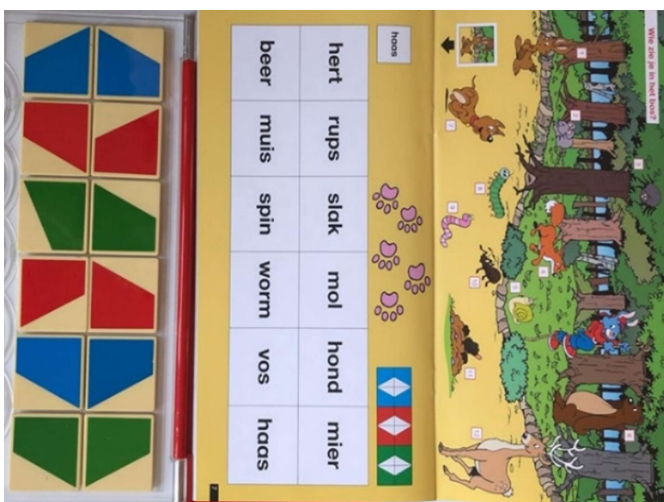 Wie zie je in het bos?
haas
hert rups slak mol hond mier
beer muis spin worm vos haas
7